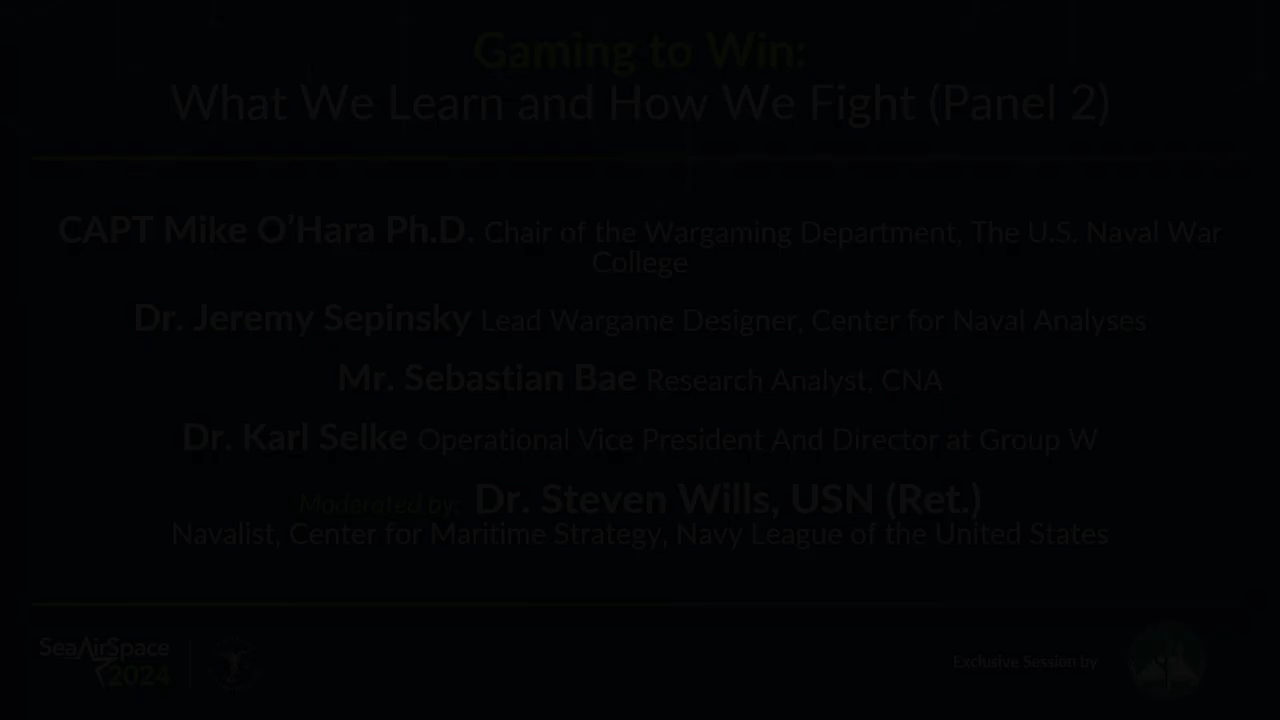 Gaming to Win:
What We Learn and How We Fight (Panel 2)
CAPT Mike O'Hara Ph.D. Chair of the Wargaming Department, The U.S. Naval War
College
Dr. Jeremy Sepinsky Lead Wargame Designer, Center for Naval Analyses
Mr. Sebastian Bae Research Analyst, CNA
Dr. Karl Selke Operational Vice President And Director at Group W
Moderated by: Dr. Steven Wills, USN (Ret.)
Navalist, Center for Maritime Strategy, Navy League of the United States
SeaAirSpace
2024
Exclusive Session by